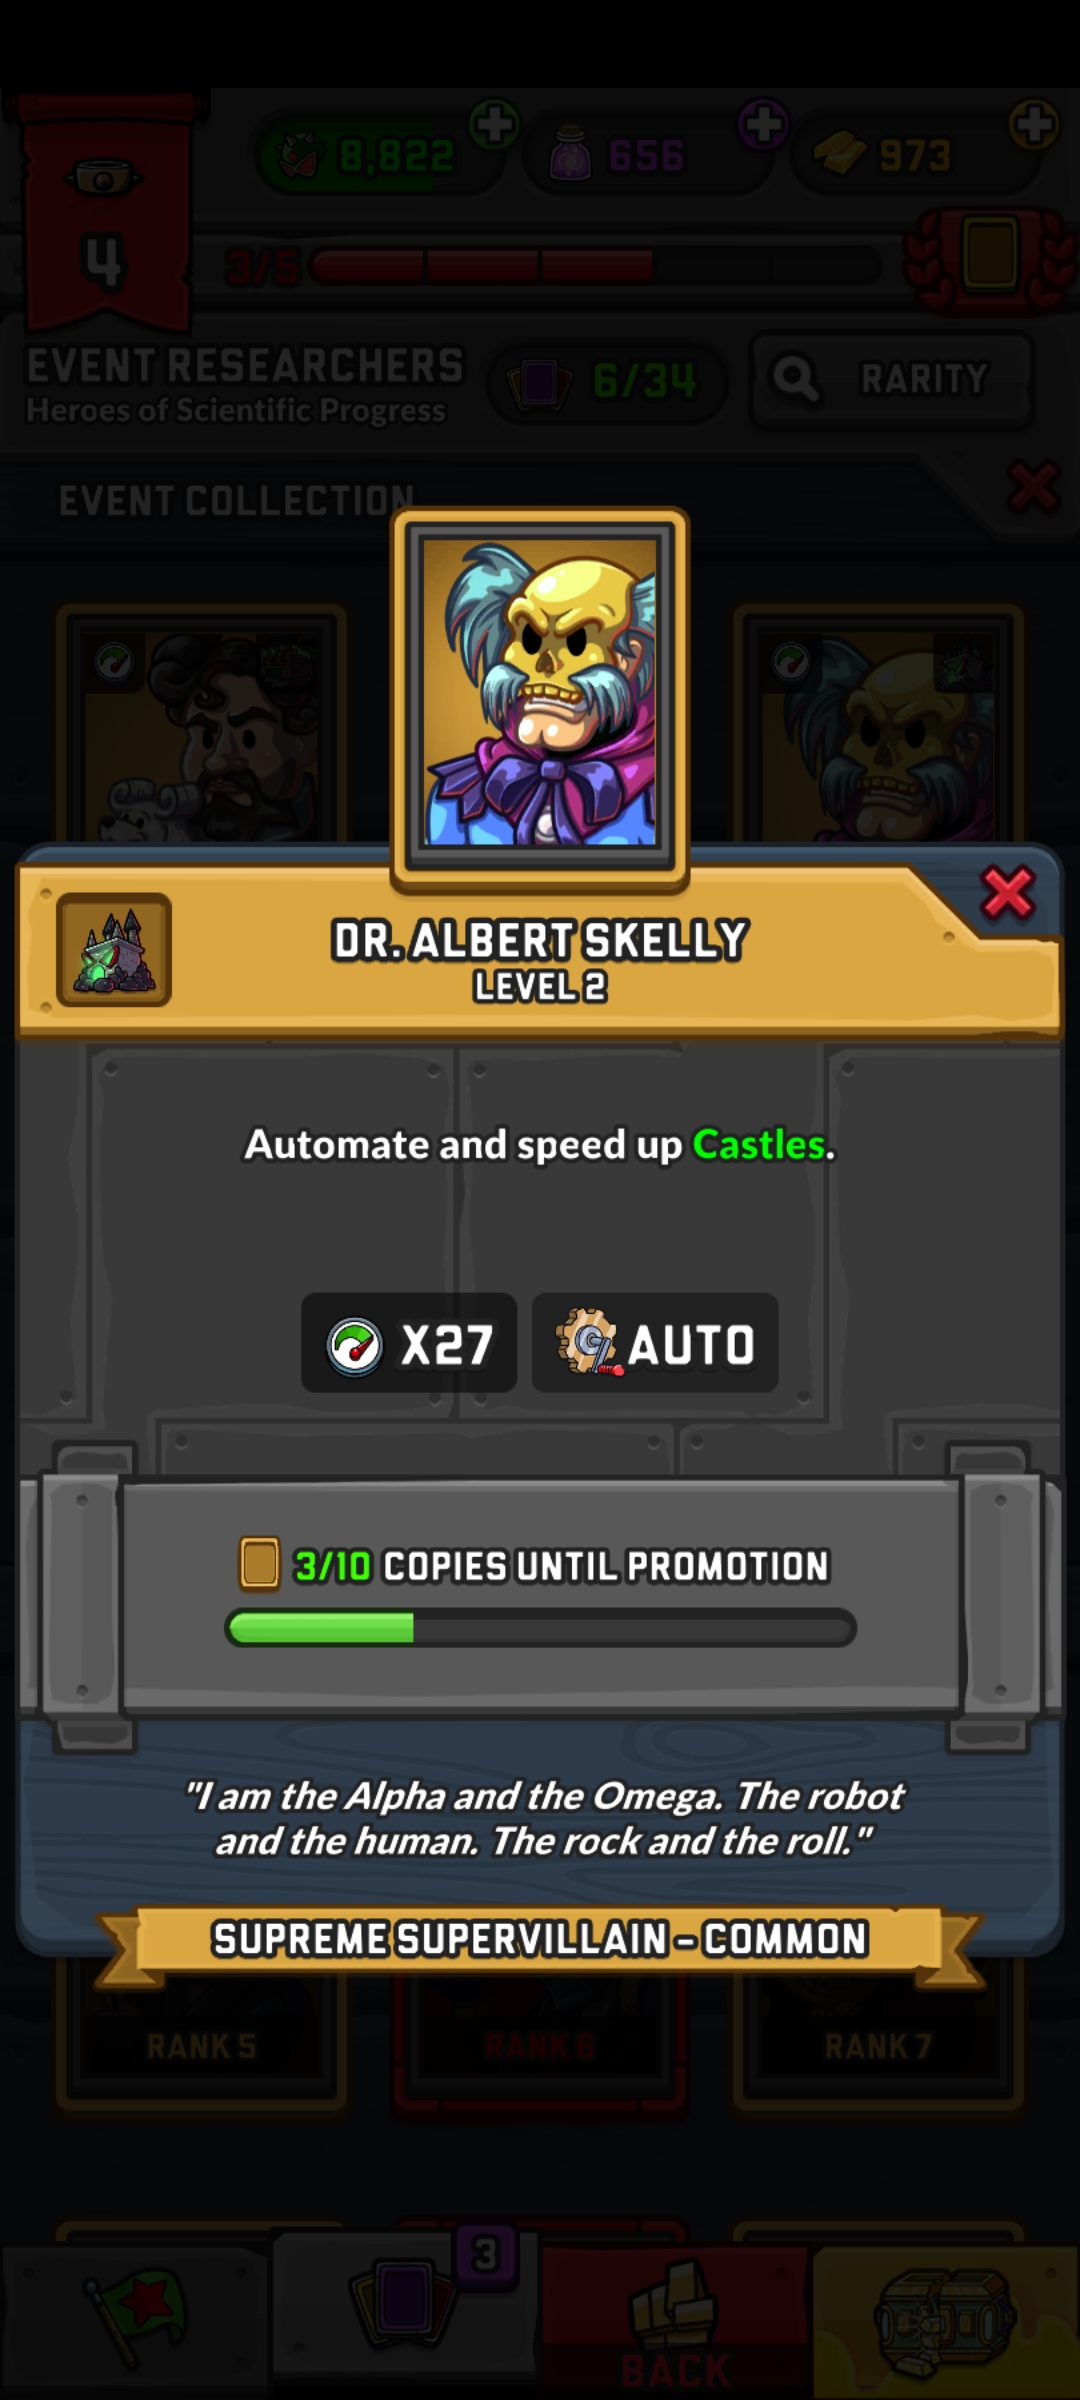 8,822
656
973
4
3/5
EVENT RESEARCHERS
Heroes of Scientific Progress
6/34
RARITY
EVENT COLLECTION
DR. ALBERT SKELLY
LEVEL 2
Automate and speed up Castles.
X27
AUTO
3/10 COPIES UNTIL PROMOTION
"I am the Alpha and the Omega. The robot
and the human. The rock and the roll."
SUPREME SUPERVILLAIN - COMMON
RANK 5
RANK 6
RANK 7
3
BACK